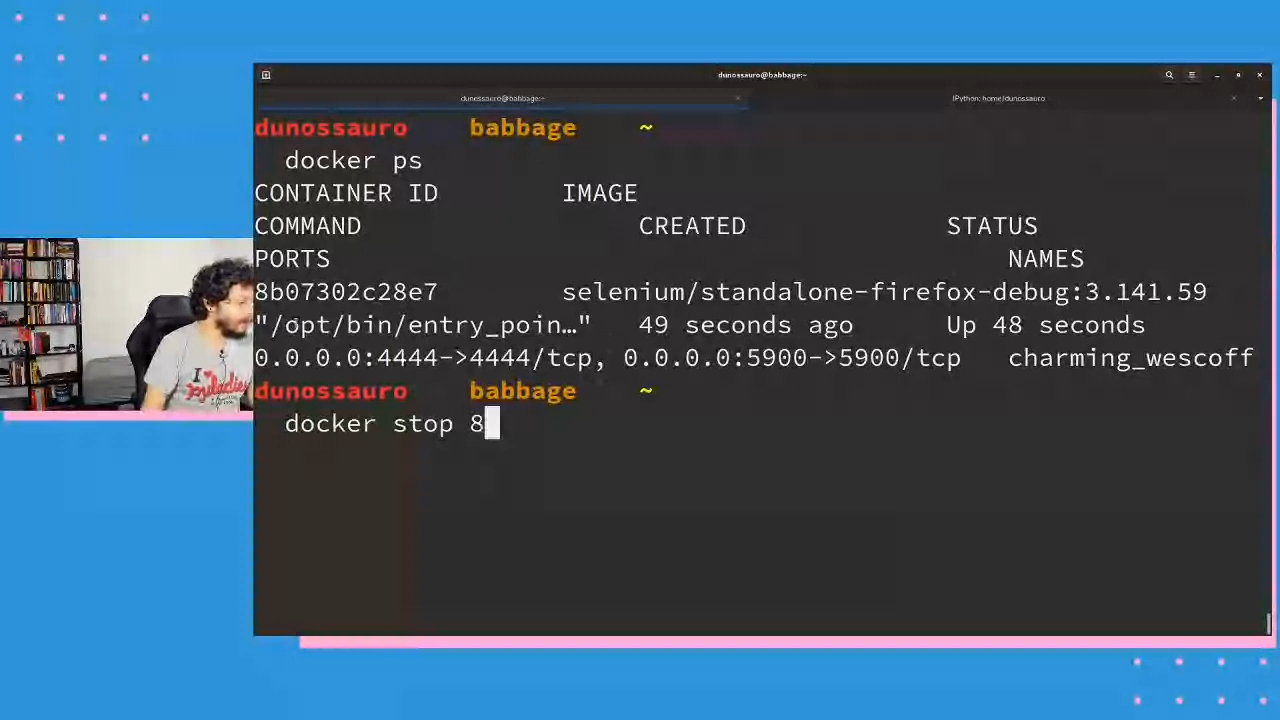 dunossauro@babbage:~
dunossauro@babbage:~
IPython: home/dunossauro
dunossauro babbage ~
docker ps
CONTAINER ID IMAGE
COMMAND CREATED STATUS
PORTS NAMES
8b07302c28e7 selenium/standalone-firefox-debug:3.141.59
"/opt/bin/entry_poin…" 49 seconds ago Up 48 seconds
0.0.0.0:4444->4444/tcp, 0.0.0.0:5900->5900/tcp charming_wescoff
dunossauro babbage ~
docker stop 8
I